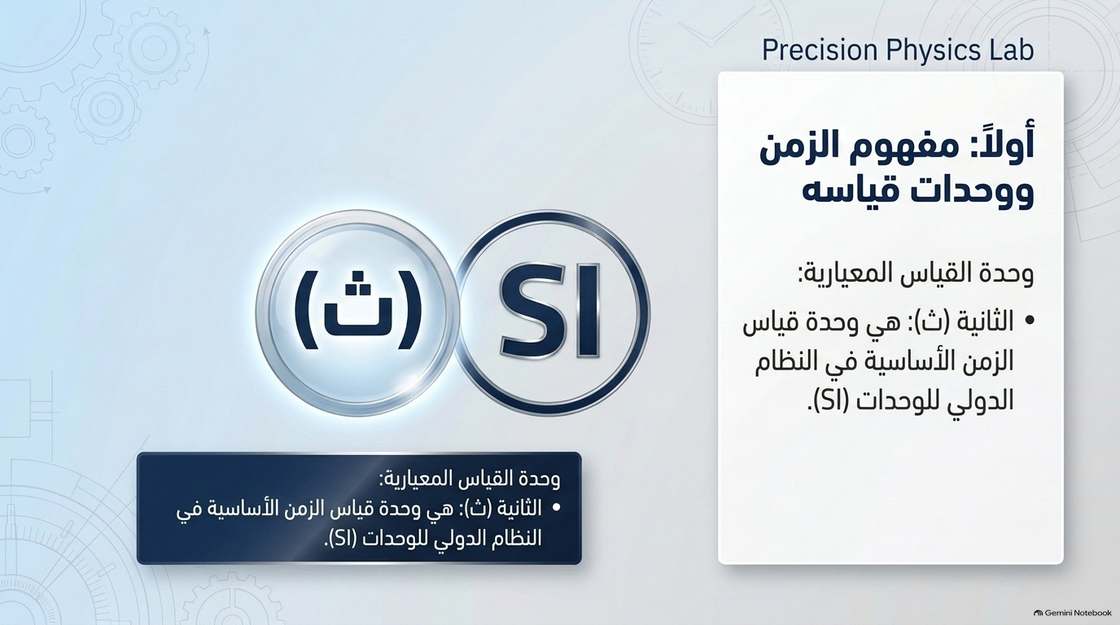 Precision Physics Lab
أولاً: مفهوم الزمن
ووحدات قياسه
وحدة القياس المعيارية:
• الثانية (ث): هي وحدة قياس
الزمن الأساسية في النظام
الدولي للوحدات (SI).
(ث)
SI
وحدة القياس المعيارية:
• الثانية (ث): هي وحدة قياس الزمن الأساسية في
النظام الدولي للوحدات (SI).
Gemini Notebook